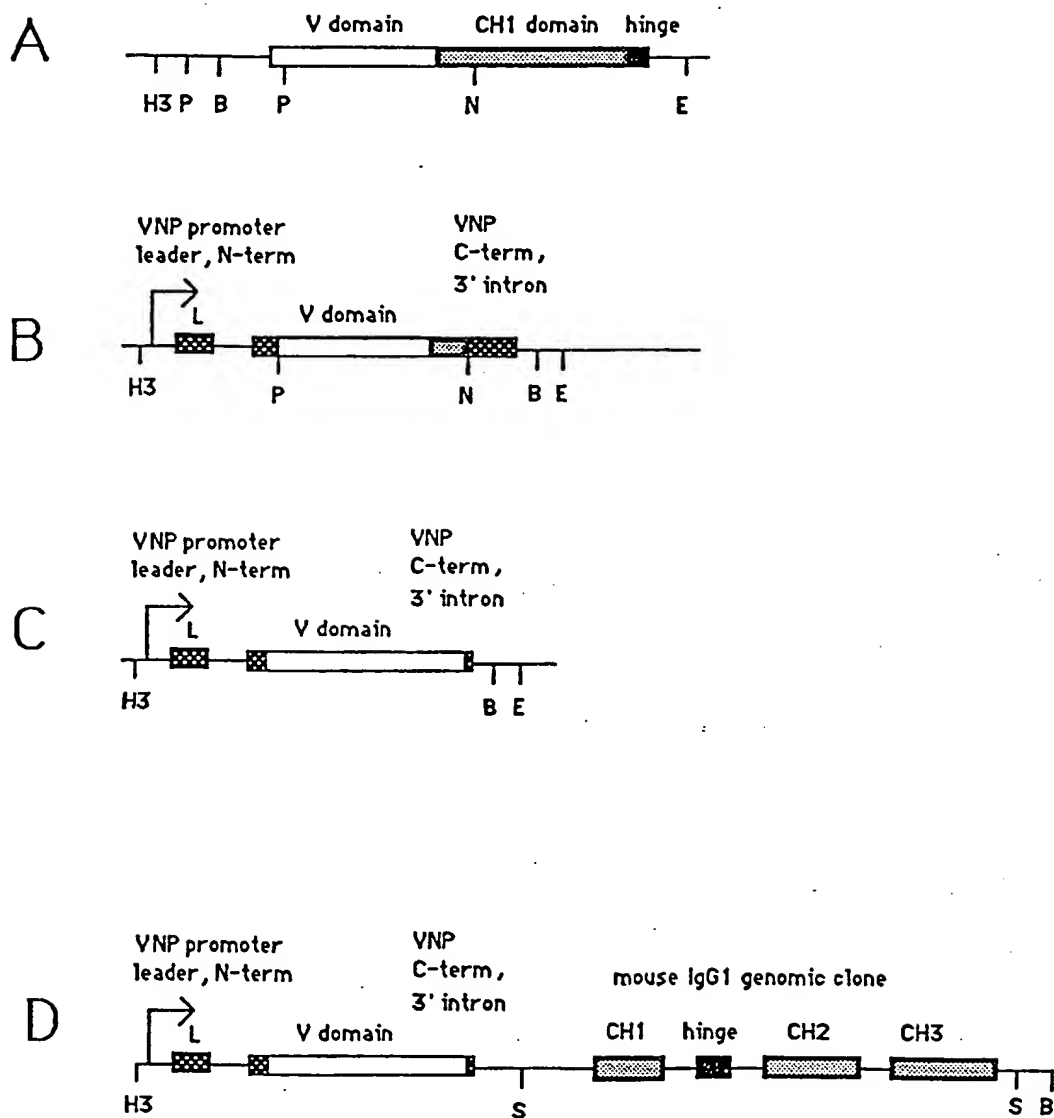 A
V domain CH1 domain hinge
H3 P B P N E
VNP promoter
leader, N-term
VNP
C-term,
3' intron
L
V domain
B
H3 P N B E
VNP promoter
leader, N-term
VNP
C-term,
3' intron
L
V domain
C
H3 B E
VNP promoter
leader, N-term
VNP
C-term,
3' intron
mouse IgG1 genomic clone
L
V domain
CH1 hinge CH2 CH3
D
H3 S S B